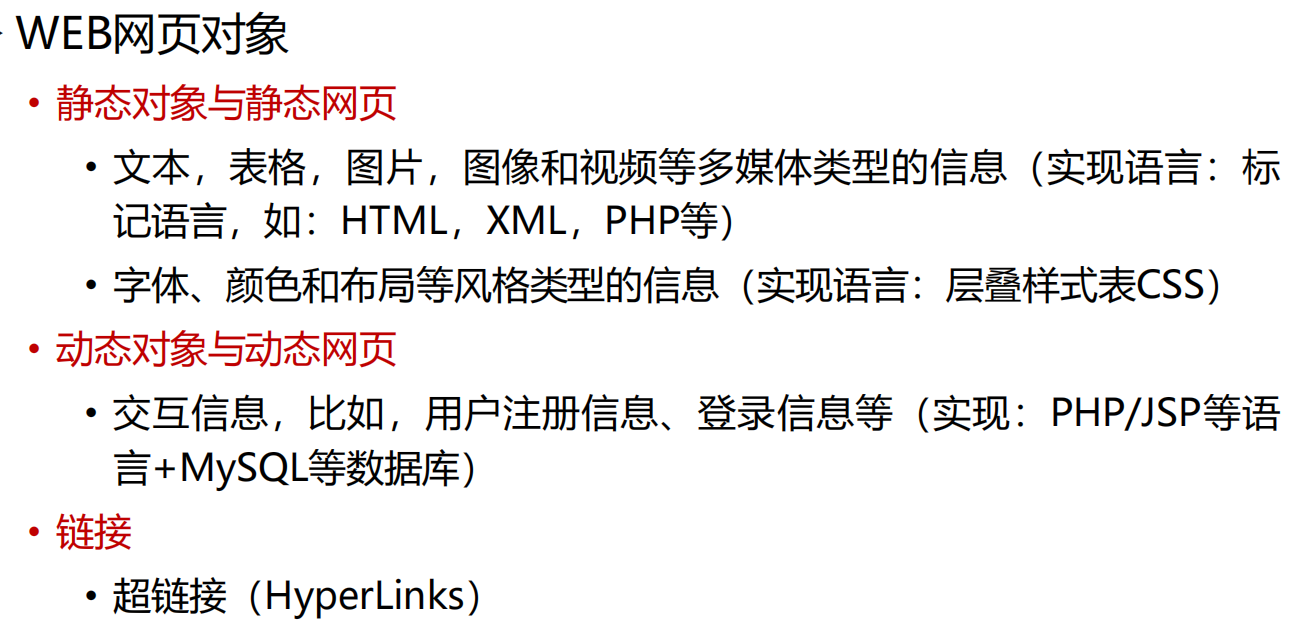 WEB网页对象
• 静态对象与静态网页
• 文本，表格，图片，图像和视频等多媒体类型的信息（实现语言：标
记语言，如：HTML，XML，PHP等）
• 字体、颜色和布局等风格类型的信息（实现语言：层叠样式表CSS）
• 动态对象与动态网页
• 交互信息，比如，用户注册信息、登录信息等（实现：PHP/JSP等语
言+MySQL等数据库）
• 链接
• 超链接（HyperLinks）